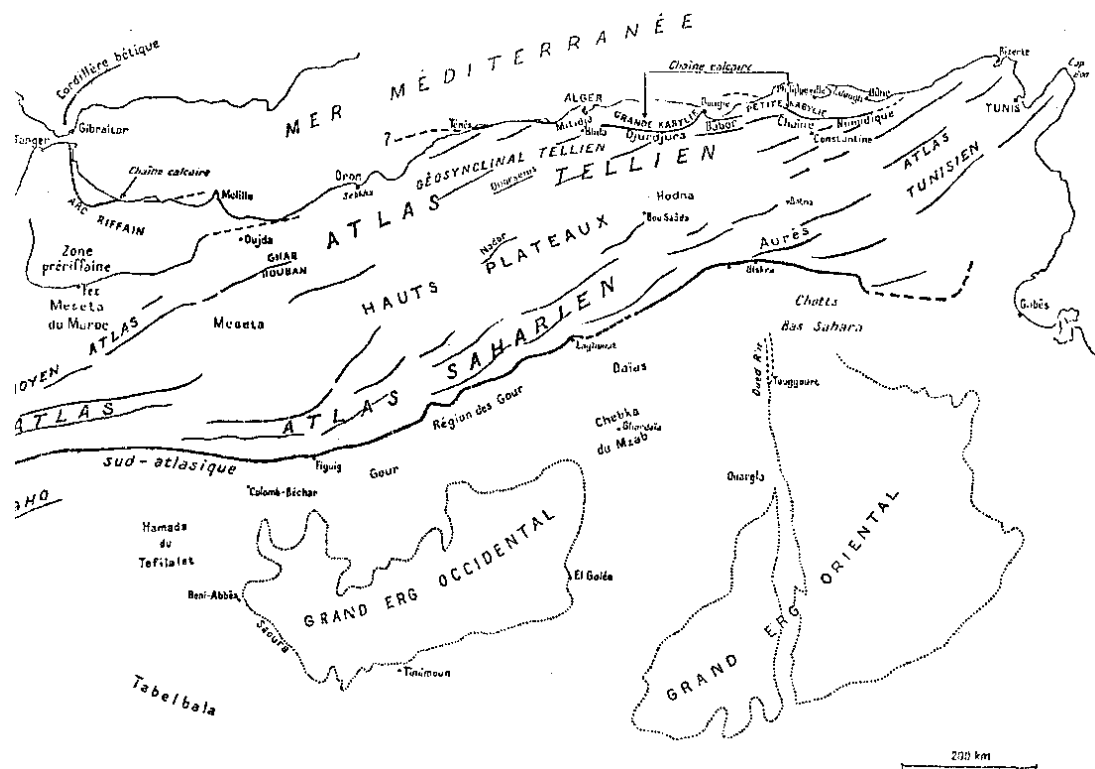 Cordillère bétique
MER MÉDITERRANÉE
Chaîne calcaire
Bizerte
Cap Bon
Tanger
Gibraltar
ALGER
Bougie
Philippeville
Bône
TUNIS
Ténès
Mitidja
Blida
GRANDE KABYLIE
PETITE KABYLIE
Djurdjura
Babor
Chaîne Numidique
Constantine
?
Chaîne calcaire
Melilla
Oran
Sebkha
GÉOSYNCLINAL TELLIEN
Ouarsenis
ATLAS TELLIEN
ATLAS TUNISIEN
ARC RIFFAIN
Oujda
Hodna
Bou Saâda
Batna
Zone prériffaine
GHAR ROUBAN
Nador
HAUTS PLATEAUX
Aurès
Fez
Biskra
Meseta du Maroc
Meseta
Chotts
Gabès
Bas Sahara
MOYEN ATLAS
ATLAS SAHARIEN
Laghouat
Oued Rir
ATLAS
Daïas
Touggourt
Région des Gour
Chebka du Mzab
Ghardaïa
sud-atlasique
Figuig
Gour
Colomb-Béchar
Ouargla
Hamada du Tafilalet
GRAND ERG OCCIDENTAL
El Goléa
GRAND ERG ORIENTAL
Beni-Abbès
Saoura
Timimoun
Tabelbala
200 km